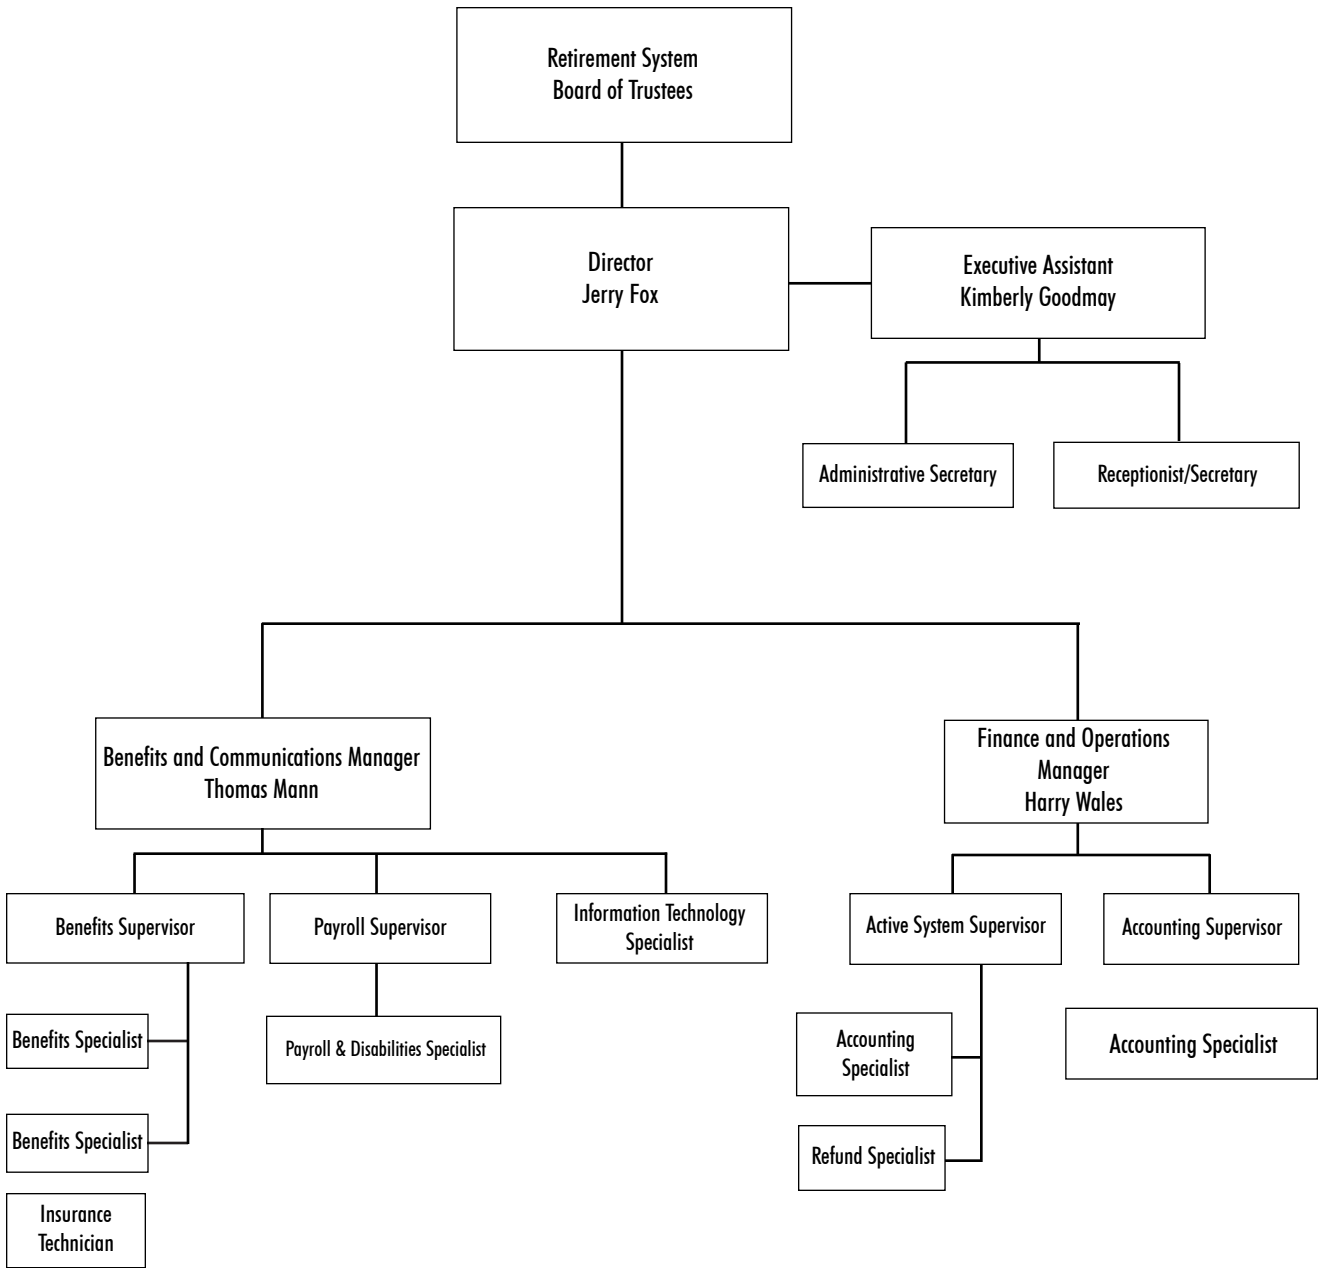 Retirement System
Board of Trustees
Director
Jerry Fox
Executive Assistant
Kimberly Goodmay
Administrative Secretary
Receptionist/Secretary
Benefits and Communications Manager
Thomas Mann
Finance and Operations
Manager
Harry Wales
Benefits Supervisor
Payroll Supervisor
Information Technology
Specialist
Active System Supervisor
Accounting Supervisor
Benefits Specialist
Payroll & Disabilities Specialist
Accounting
Specialist
Accounting Specialist
Benefits Specialist
Refund Specialist
Insurance
Technician